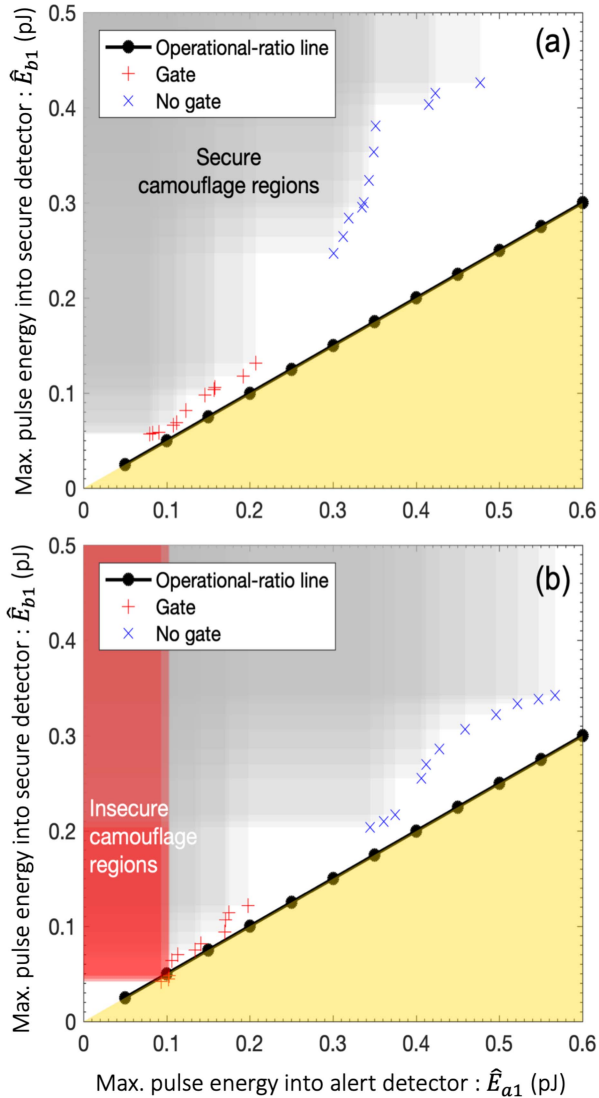 Max. pulse energy into secure detector : Ê_b1 (pJ)
0.5
0.4
0.3
0.2
0.1
0
Operational-ratio line
Gate
No gate
(a)
Secure
camouflage regions
0
0.1
0.2
0.3
0.4
0.5
0.6
Max. pulse energy into secure detector : Ê_b1 (pJ)
0.5
0.4
0.3
0.2
0.1
0
Operational-ratio line
Gate
No gate
(b)
Insecure
camouflage
regions
0
0.1
0.2
0.3
0.4
0.5
0.6
Max. pulse energy into alert detector : Ê_a1 (pJ)